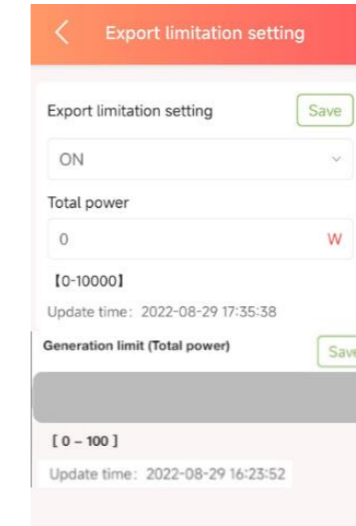 Export limitation setting
Export limitation setting
Save
ON
Total power
0
W
【0-10000】
Update time: 2022-08-29 17:35:38
Generation limit (Total power)
Save
[ 0 – 100 ]
Update time: 2022-08-29 16:23:52